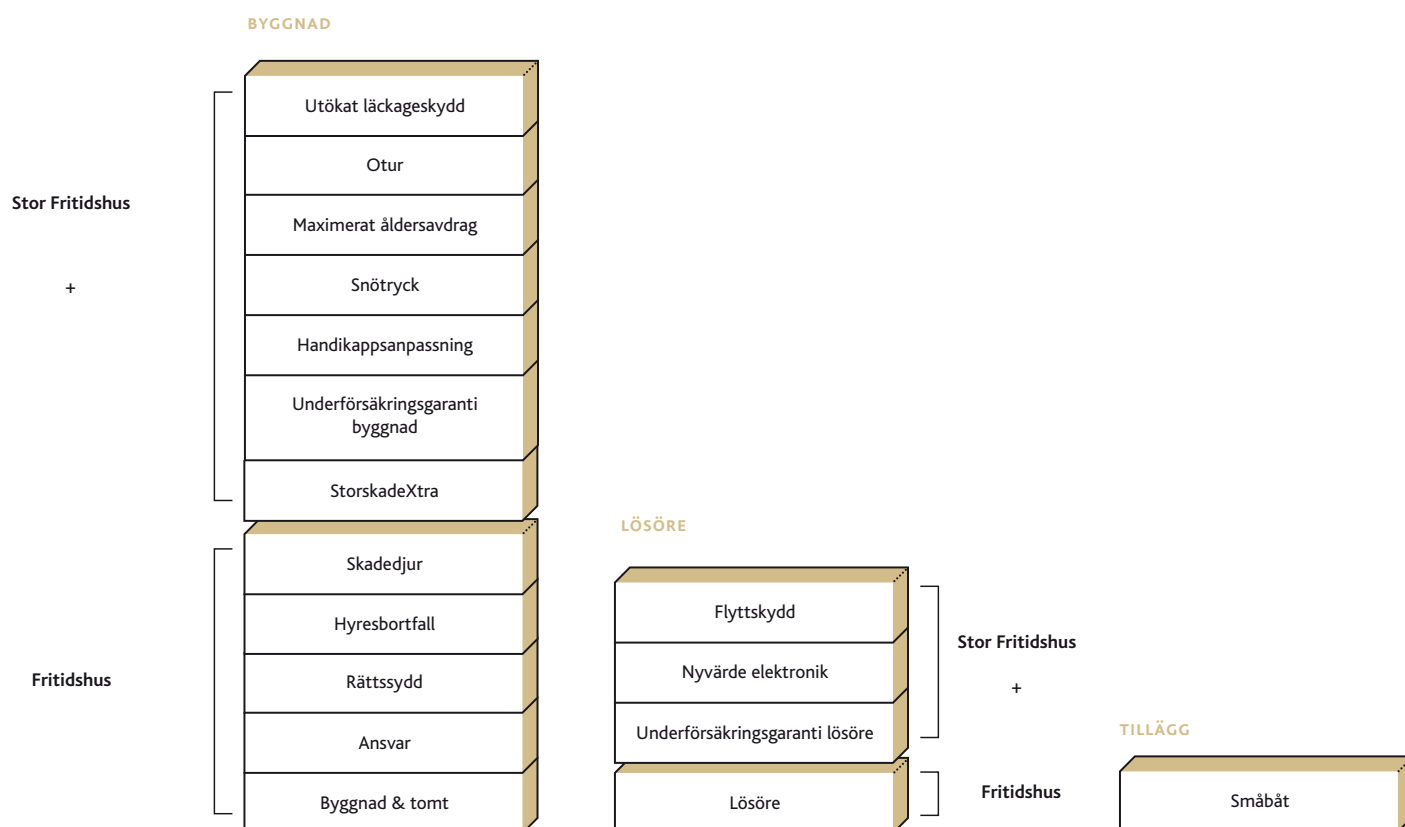 BYGGNAD
Stor Fritidshus
+
Utökat läckageskydd
Otur
Maximerat åldersavdrag
Snötryck
Handikappsanpassning
Underförsäkringsgaranti
byggnad
StorskadeXtra
Fritidshus
Skadedjur
Hyresbortfall
Rättssydd
Ansvar
Byggnad & tomt
LÖSÖRE
Flyttskydd
Nyvärde elektronik
Underförsäkringsgaranti lösöre
Stor Fritidshus
+
Lösöre
Fritidshus
TILLÄGG
Småbåt